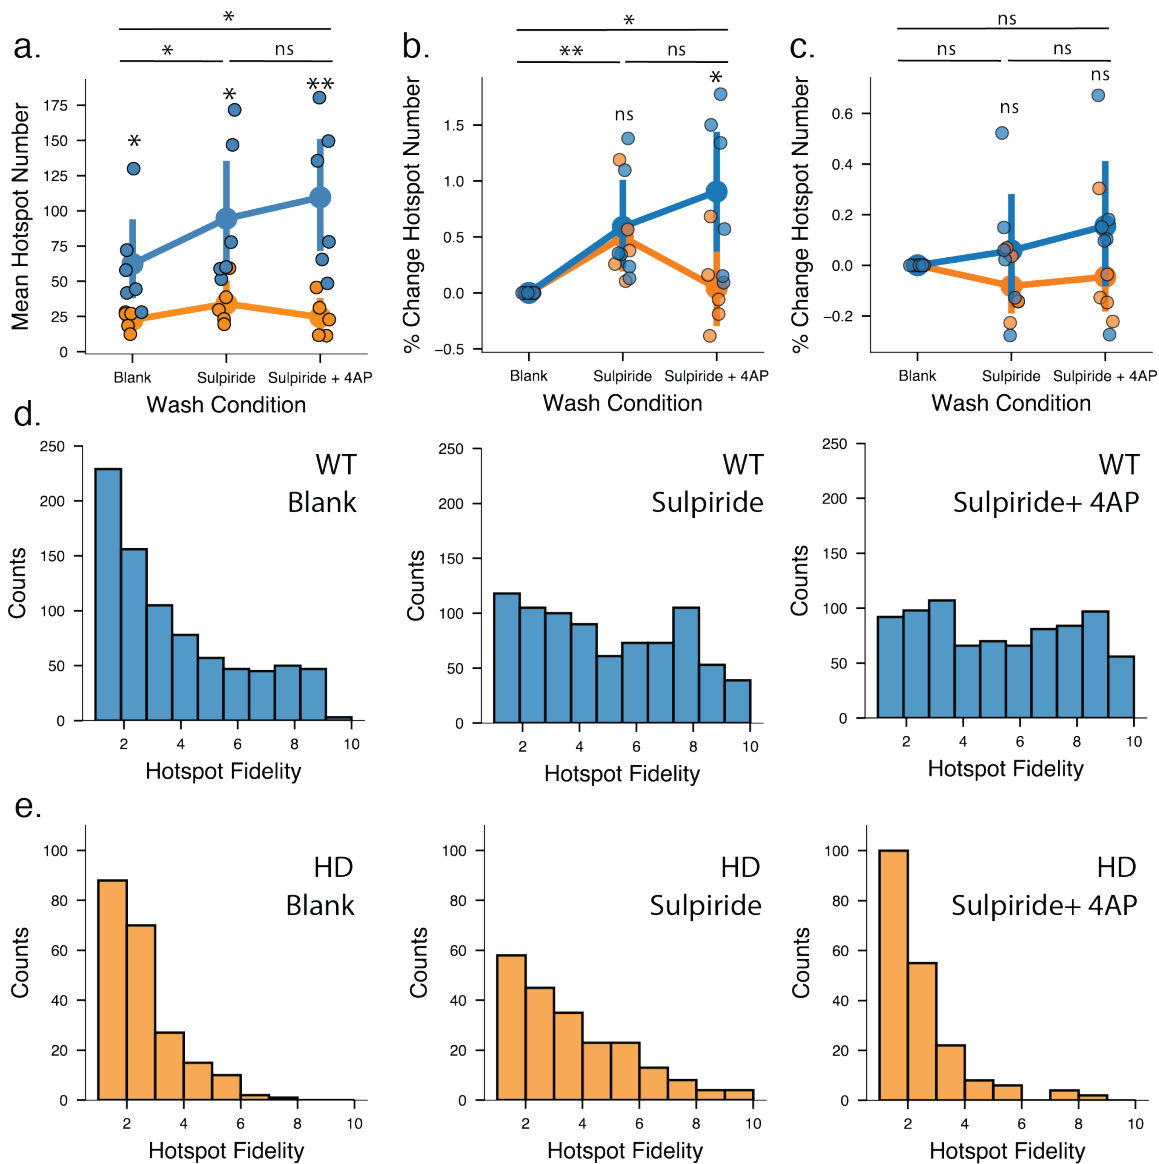 a.
*
*
ns
*
*
**
Mean Hotspot Number
175
150
125
100
75
50
25
0
Blank
Sulpiride
Sulpiride + 4AP
Wash Condition
b.
*
**
ns
ns
*
% Change Hotspot Number
1.5
1.0
0.5
0.0
−0.5
Blank
Sulpiride
Sulpiride + 4AP
Wash Condition
c.
ns
ns
ns
ns
ns
% Change Hotspot Number
0.6
0.4
0.2
0.0
−0.2
Blank
Sulpiride
Sulpiride + 4AP
Wash Condition
d.
WT
Blank
Counts
250
200
150
100
50
0
2
4
6
8
10
Hotspot Fidelity
WT
Sulpiride
Counts
250
200
150
100
50
0
2
4
6
8
10
Hotspot Fidelity
WT
Sulpiride+ 4AP
Counts
250
200
150
100
50
0
2
4
6
8
10
Hotspot Fidelity
e.
HD
Blank
Counts
100
80
60
40
20
0
2
4
6
8
10
Hotspot Fidelity
HD
Sulpiride
Counts
100
80
60
40
20
0
2
4
6
8
10
Hotspot Fidelity
HD
Sulpiride+ 4AP
Counts
100
80
60
40
20
0
2
4
6
8
10
Hotspot Fidelity